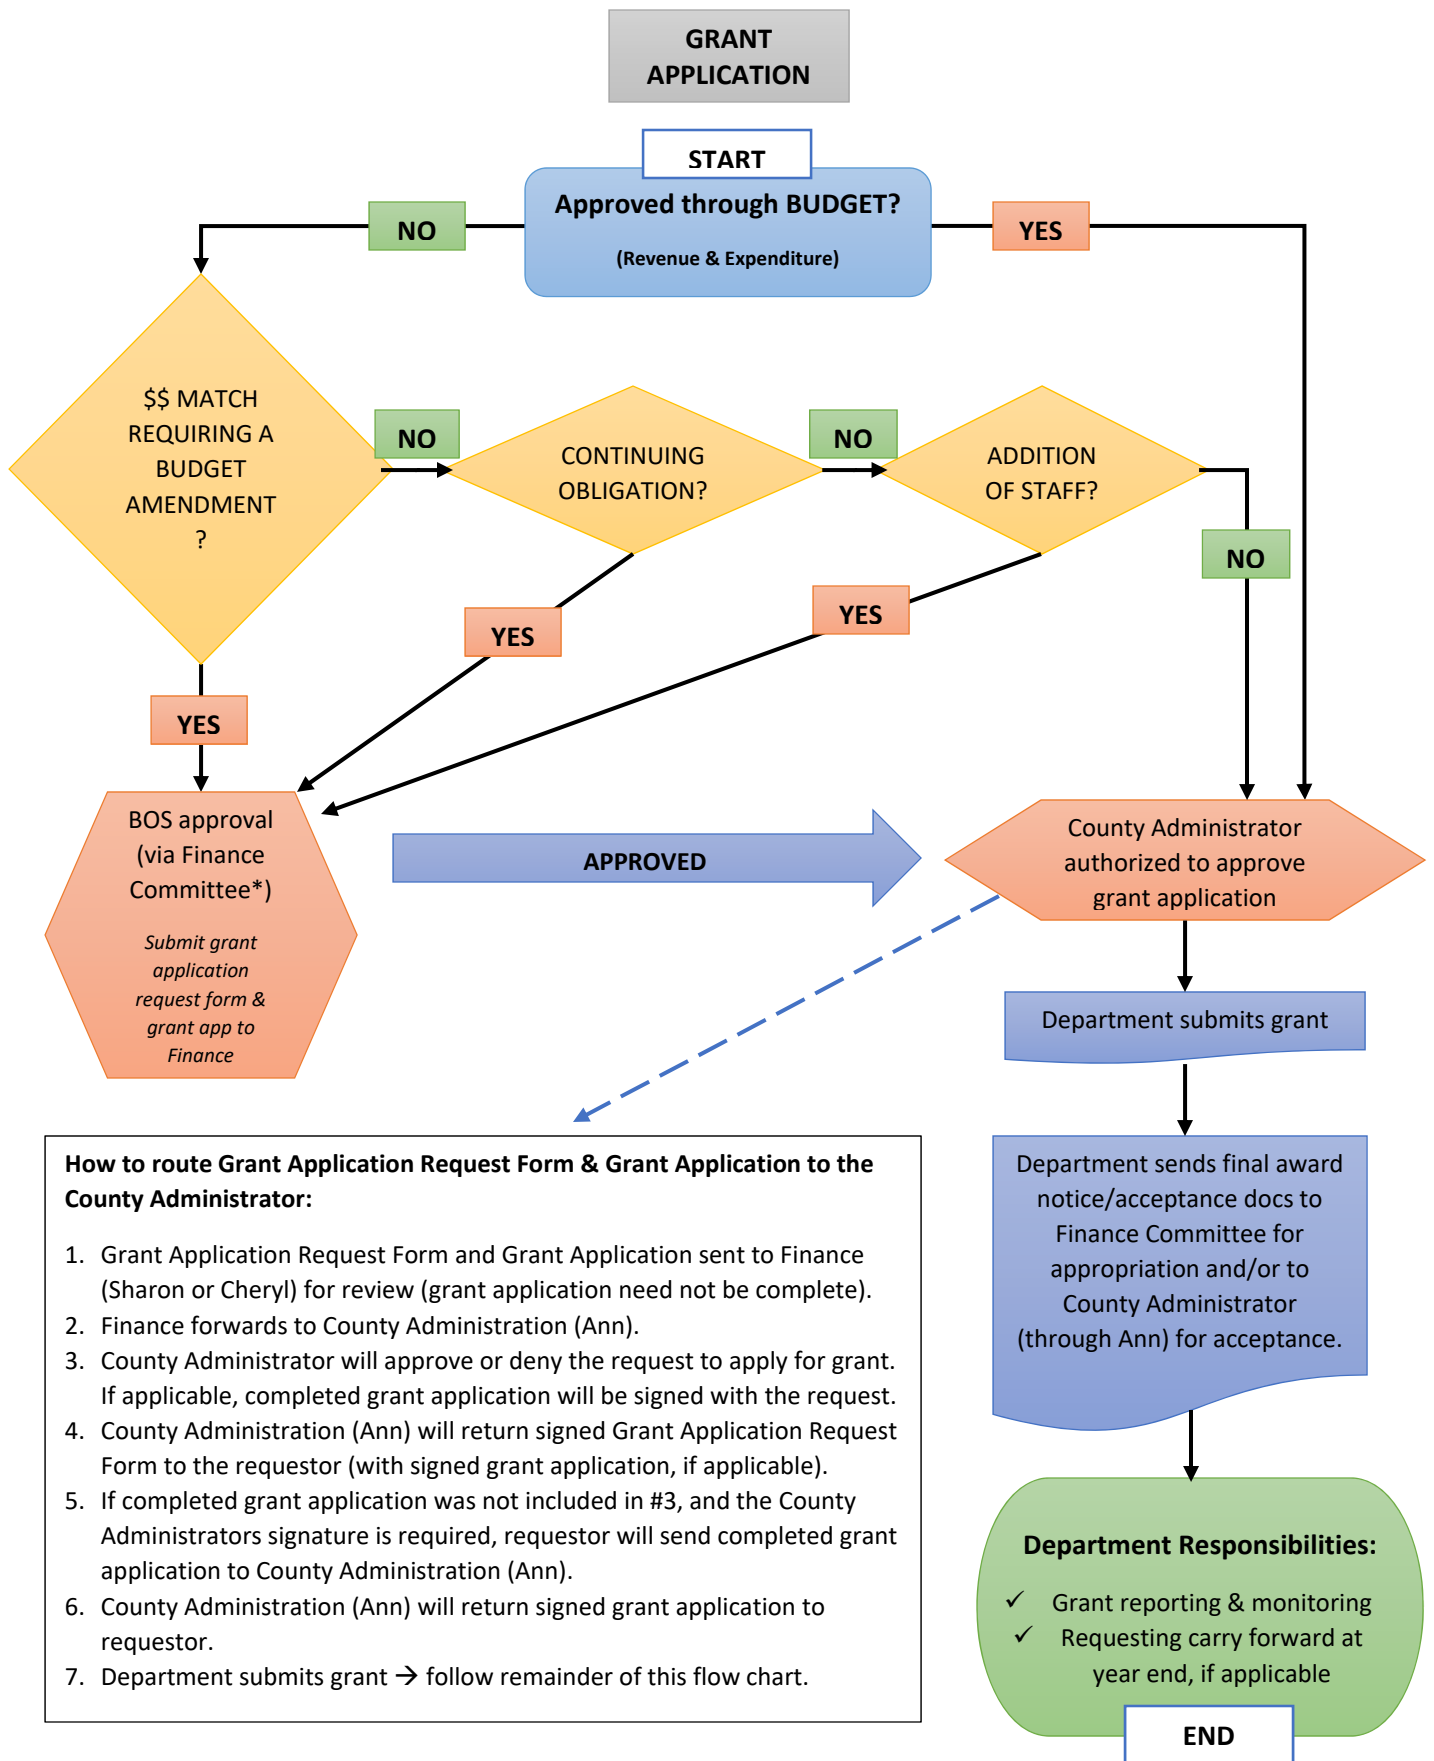 GRANT
APPLICATION
START
Approved through BUDGET?
(Revenue & Expenditure)
NO
YES
$$ MATCH
REQUIRING A
BUDGET
AMENDMENT
?
NO
CONTINUING
OBLIGATION?
NO
ADDITION
OF STAFF?
NO
YES
YES
YES
BOS approval
(via Finance
Committee*)
Submit grant
application
request form &
grant app to
Finance
APPROVED
County Administrator
authorized to approve
grant application
Department submits grant
Department sends final award
notice/acceptance docs to
Finance Committee for
appropriation and/or to
County Administrator
(through Ann) for acceptance.
How to route Grant Application Request Form & Grant Application to the
County Administrator:
1. Grant Application Request Form and Grant Application sent to Finance
(Sharon or Cheryl) for review (grant application need not be complete).
2. Finance forwards to County Administration (Ann).
3. County Administrator will approve or deny the request to apply for grant.
If applicable, completed grant application will be signed with the request.
4. County Administration (Ann) will return signed Grant Application Request
Form to the requestor (with signed grant application, if applicable).
5. If completed grant application was not included in #3, and the County
Administrators signature is required, requestor will send completed grant
application to County Administration (Ann).
6. County Administration (Ann) will return signed grant application to
requestor.
7. Department submits grant → follow remainder of this flow chart.
Department Responsibilities:
✓ Grant reporting & monitoring
✓ Requesting carry forward at
year end, if applicable
END